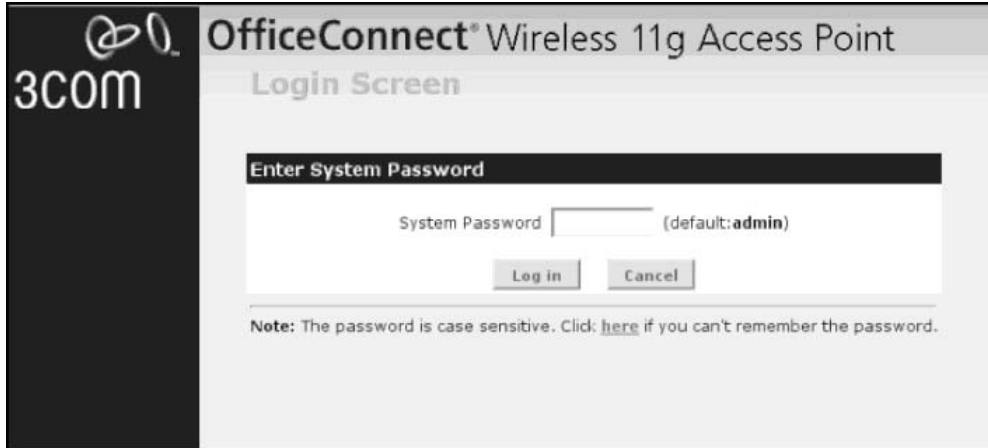 3COM
OfficeConnect® Wireless 11g Access Point
Login Screen
Enter System Password
System Password (default:admin)
Log in Cancel
Note: The password is case sensitive. Click here if you can't remember the password.